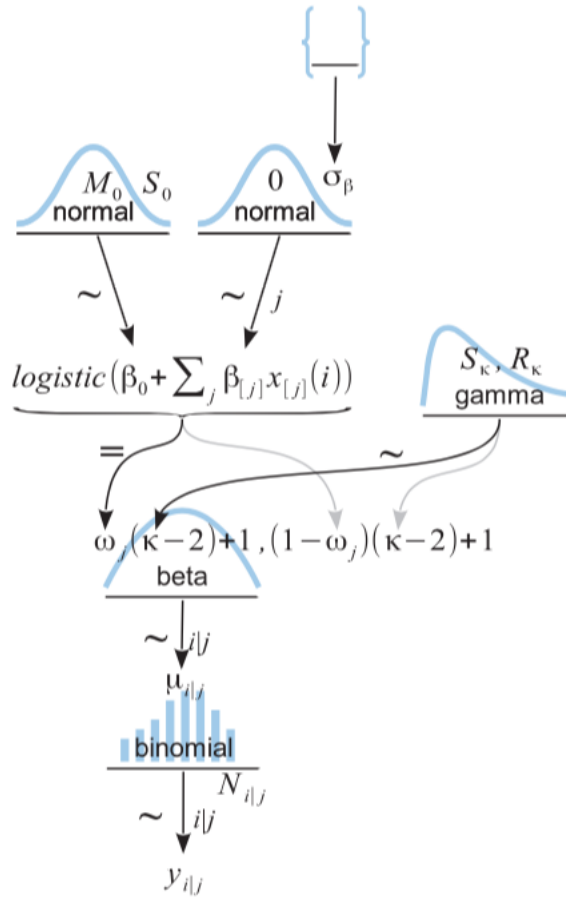 { }
M₀ S₀
normal
0 σ_β
normal
~
~ j
logistic(β₀+∑_j β_[j] x_[j](i))
S_κ, R_κ
gamma
=
~
ω_j(κ−2)+1 ,(1−ω_j)(κ−2)+1
beta
~ i|j
μ_i|j
binomial
N_i|j
~ i|j
y_i|j